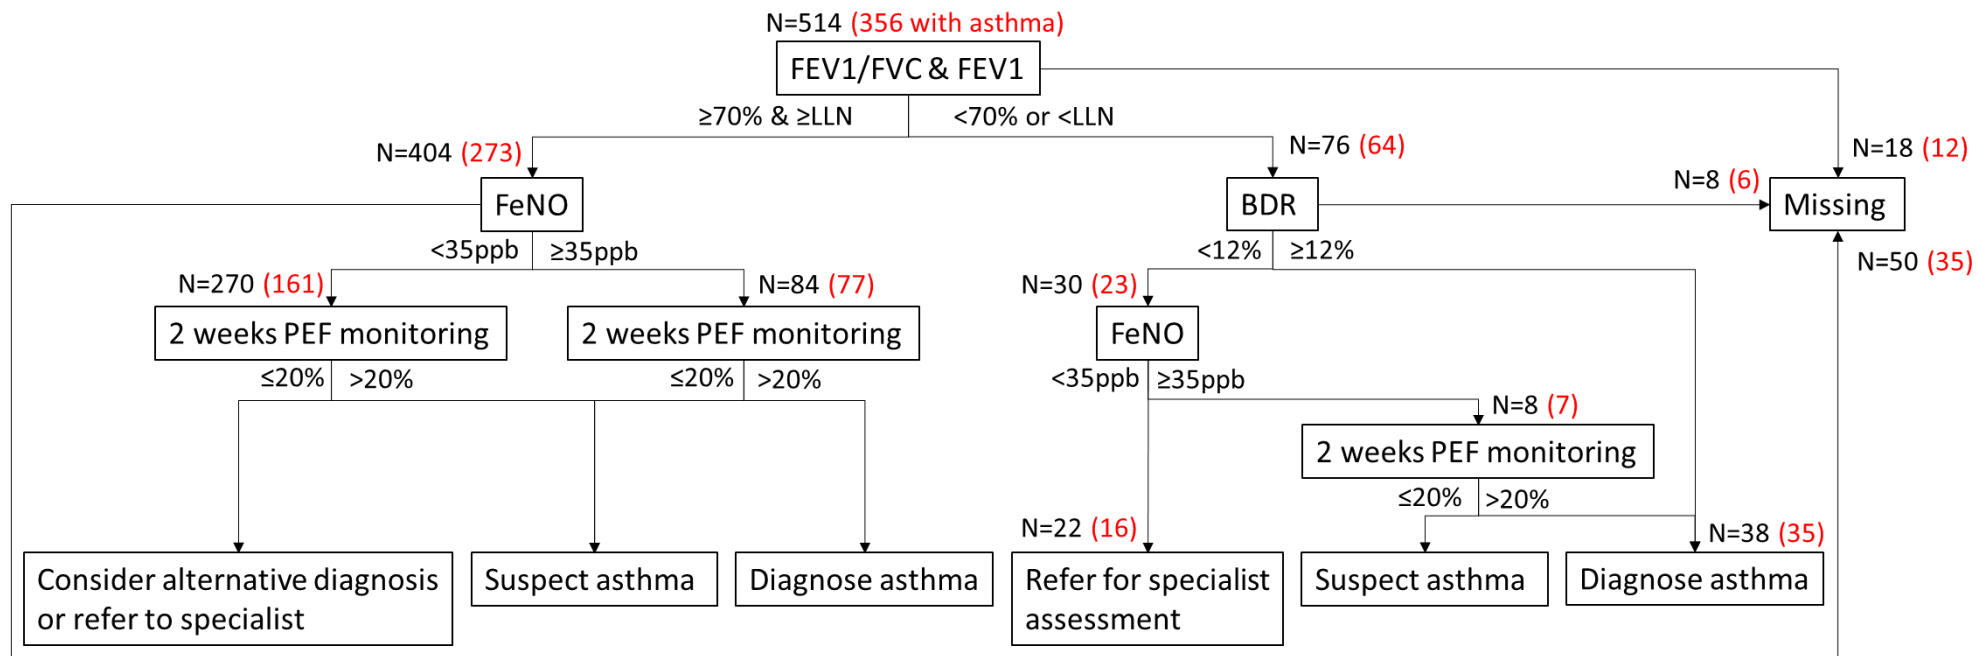 N=514 (356 with asthma)
FEV1/FVC & FEV1
≥70% & ≥LLN
<70% or <LLN
N=404 (273)
N=76 (64)
N=18 (12)
FeNO
BDR
N=8 (6)
Missing
<35ppb
≥35ppb
<12%
≥12%
N=50 (35)
N=270 (161)
N=84 (77)
N=30 (23)
2 weeks PEF monitoring
2 weeks PEF monitoring
FeNO
≤20%
>20%
≤20%
>20%
<35ppb
≥35ppb
N=8 (7)
2 weeks PEF monitoring
≤20%
>20%
N=22 (16)
N=38 (35)
Consider alternative diagnosis
or refer to specialist
Suspect asthma
Diagnose asthma
Refer for specialist
assessment
Suspect asthma
Diagnose asthma